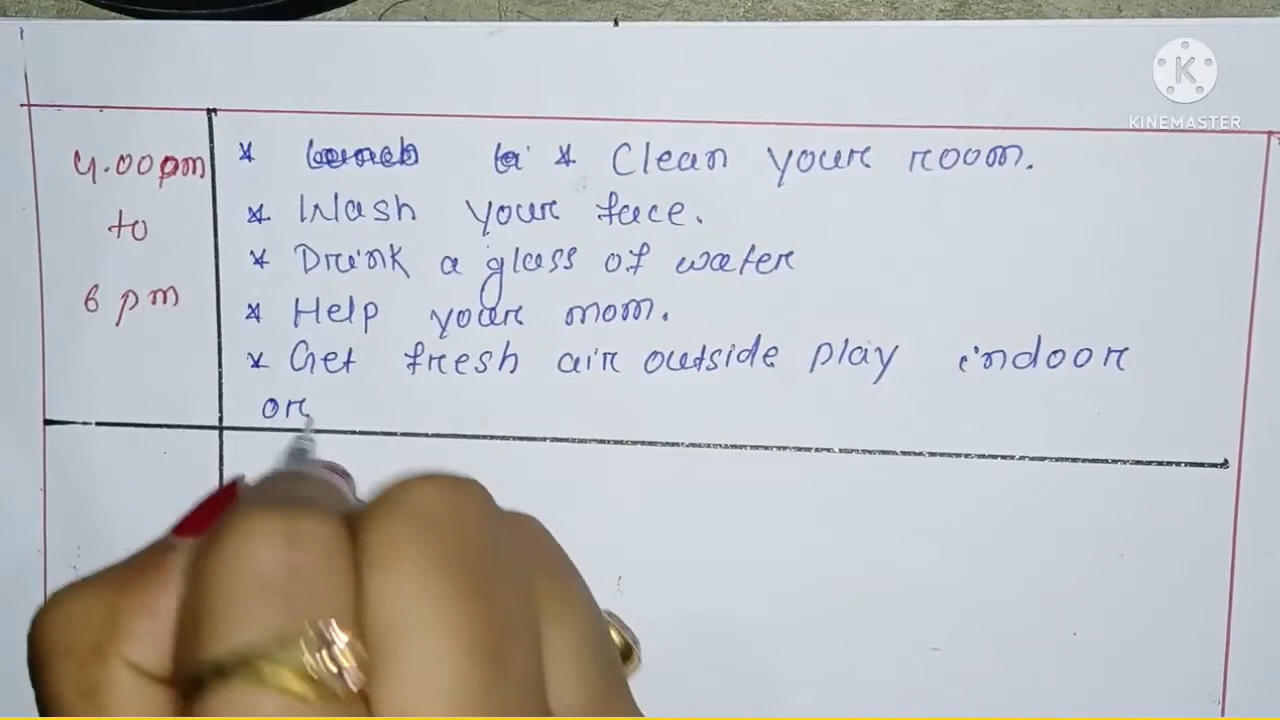 KINEMASTER
4.00pm
to
6 pm
* * Clean your room.
* Wash your face.
* Drink a glass of water
* Help your mom.
* Get fresh air outside play indoor
or